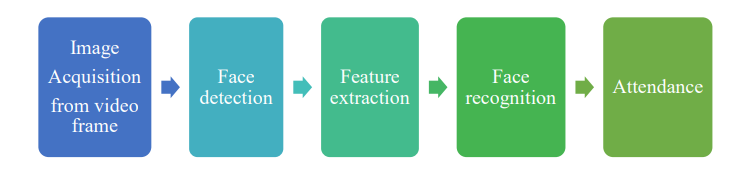 Image
Acquisition
from video
frame
Face
detection
Feature
extraction
Face
recognition
Attendance